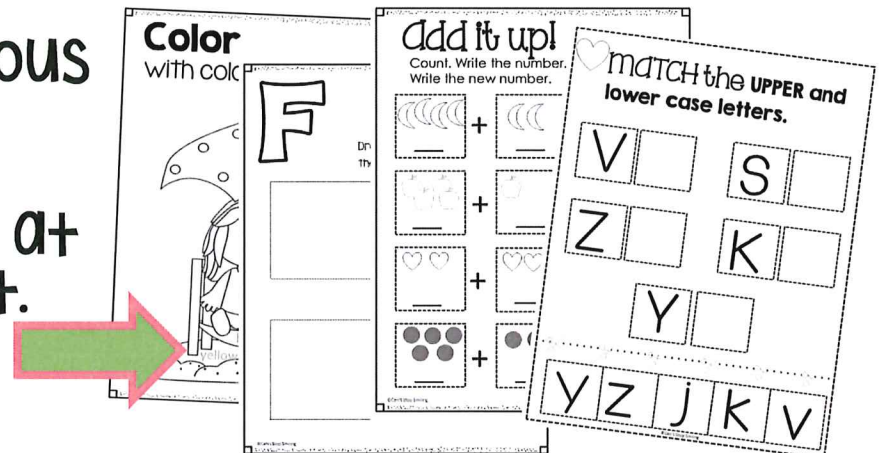 ous
at
t.
Color
with colo
yellow
F
Dr
th
add it up!
Count. Write the number.
Write the new number.
+
+
+
+
maTCH the UPPER and
lower case letters.
V S
Z K
Y
y z j k v